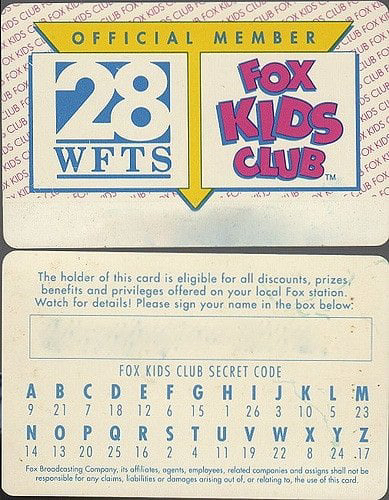 OFFICIAL MEMBER
28
WFTS
FOX
KIDS
CLUB™
The holder of this card is eligible for all discounts, prizes,
benefits and privileges offered on your local Fox station.
Watch for details! Please sign your name in the box below:
FOX KIDS CLUB SECRET CODE
A B C D E F G H I J K L M
9 21 7 18 12 6 15 1 26 3 10 5 23
N O P Q R S T U V W X Y Z
14 13 20 25 16 2 4 11 19 22 8 24 17
Fox Broadcasting Company, its affiliates, agents, employees, related companies and assigns shall not be
responsible for any claims, liabilities or damages arising out of, or relating to, the use of this card.